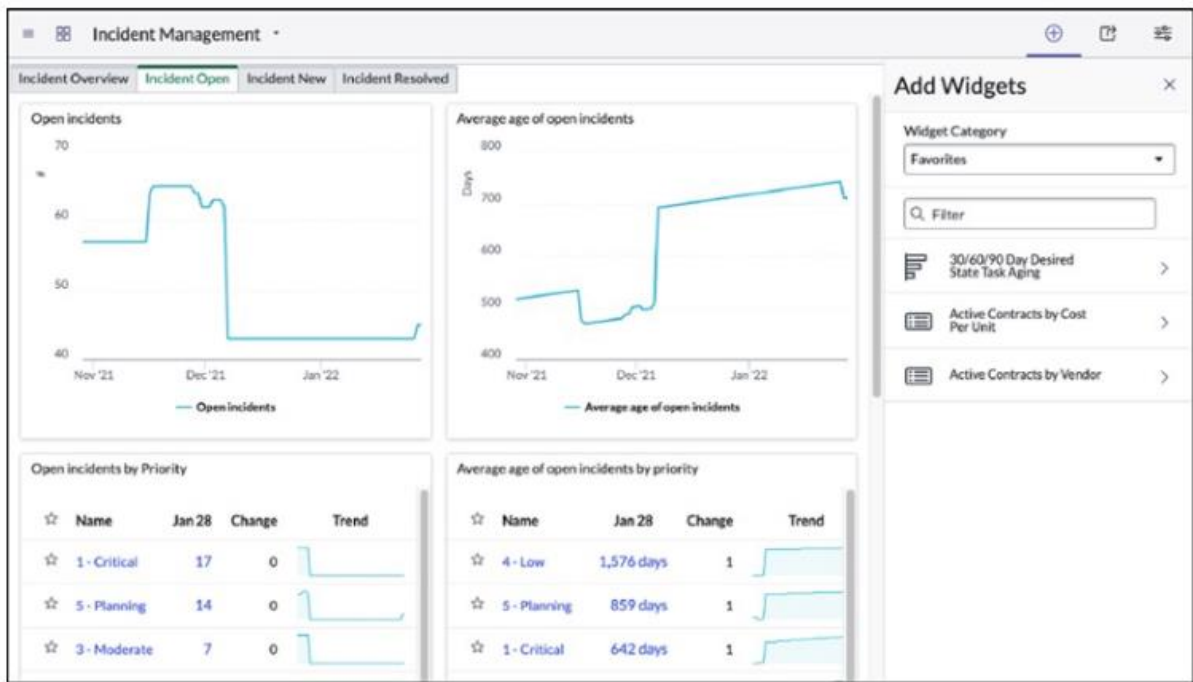 Incident Management
Incident Overview Incident Open Incident New Incident Resolved
Open incidents
70
#
60
50
40
Nov '21 Dec '21 Jan '22
Open incidents
Average age of open incidents
800
Days
700
600
500
400
Nov '21 Dec '21 Jan '22
Average age of open incidents
Open incidents by Priority
Name Jan 28 Change Trend
1 - Critical 17 0
5 - Planning 14 0
3 - Moderate 7 0
Average age of open incidents by priority
Name Jan 28 Change Trend
4 - Low 1,576 days 1
5 - Planning 859 days 1
1 - Critical 642 days 1
Add Widgets
Widget Category
Favorites
Filter
30/60/90 Day Desired
State Task Aging
Active Contracts by Cost
Per Unit
Active Contracts by Vendor